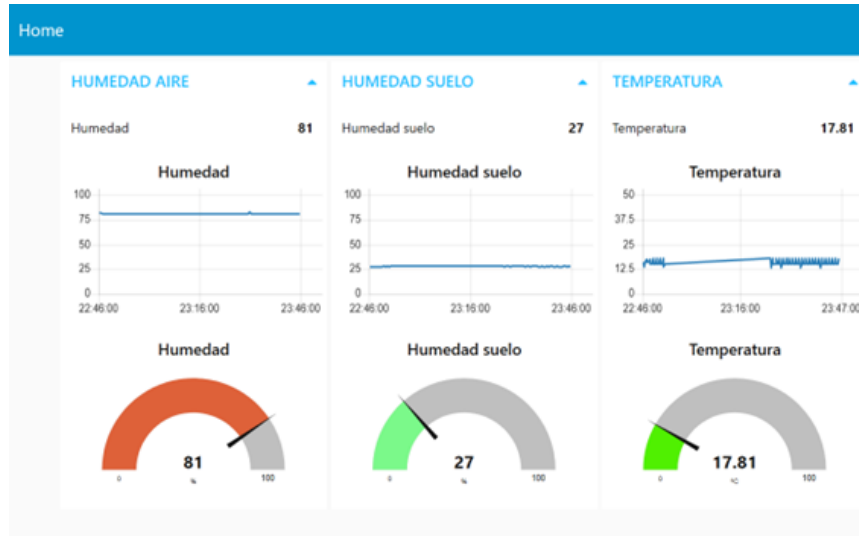 Home
HUMEDAD AIRE
Humedad 81
Humedad
100
75
50
25
0
22:46:00 23:16:00 23:46:00
Humedad
81
%
0 100
HUMEDAD SUELO
Humedad suelo 27
Humedad suelo
100
75
50
25
0
22:46:00 23:16:00 23:46:00
Humedad suelo
27
%
0 100
TEMPERATURA
Temperatura 17.81
Temperatura
50
37.5
25
12.5
0
22:46:00 23:16:00 23:47:00
Temperatura
17.81
°C
0 100